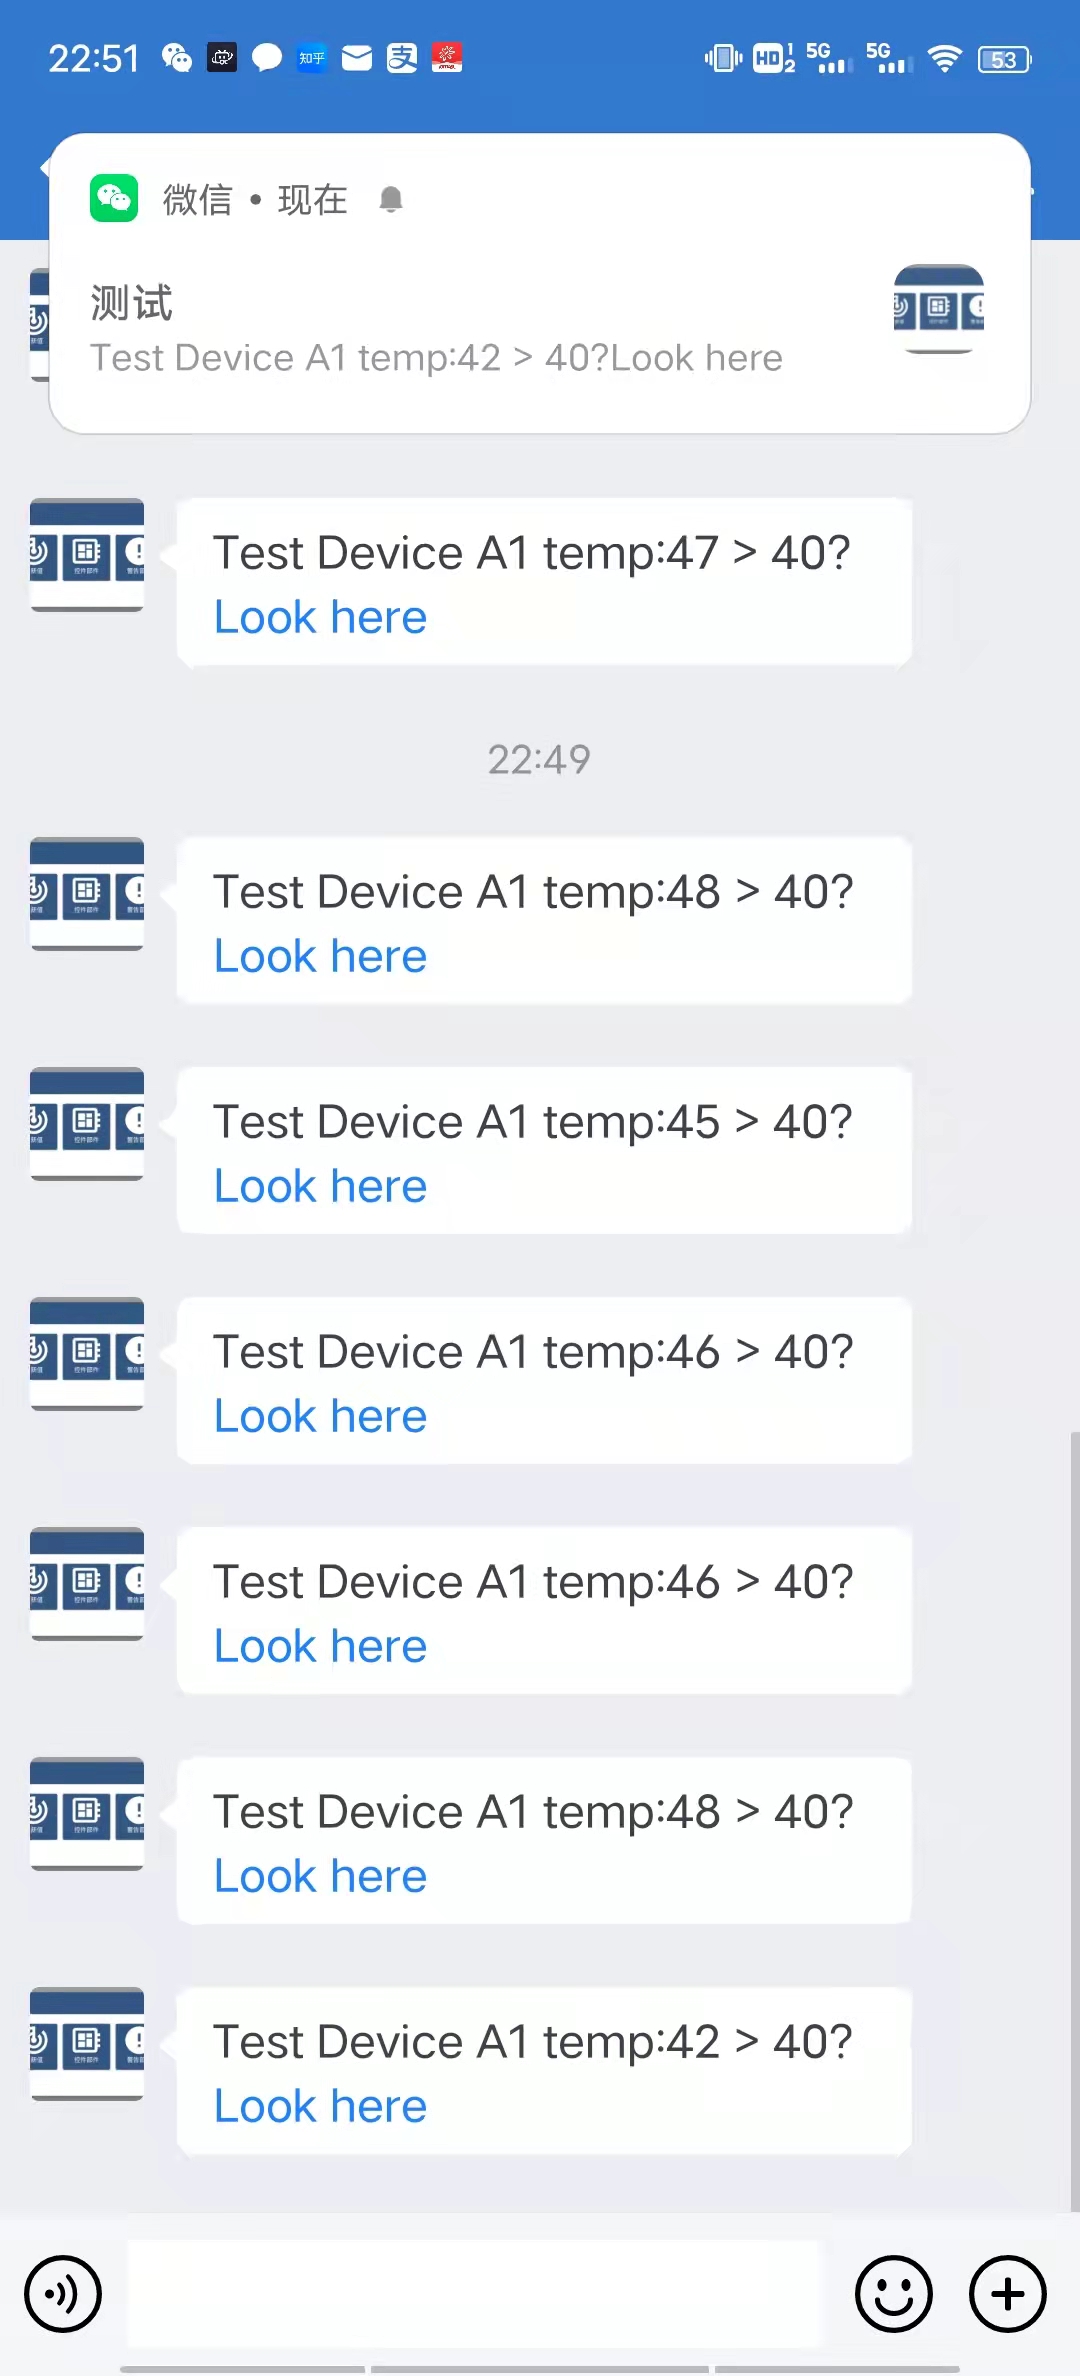 22:51 知乎 支 HD 1 2 5G 5G 53
微信 • 现在
测试
Test Device A1 temp:42 > 40?Look here
Test Device A1 temp:47 > 40?
Look here
22:49
Test Device A1 temp:48 > 40?
Look here
Test Device A1 temp:45 > 40?
Look here
Test Device A1 temp:46 > 40?
Look here
Test Device A1 temp:46 > 40?
Look here
Test Device A1 temp:48 > 40?
Look here
Test Device A1 temp:42 > 40?
Look here